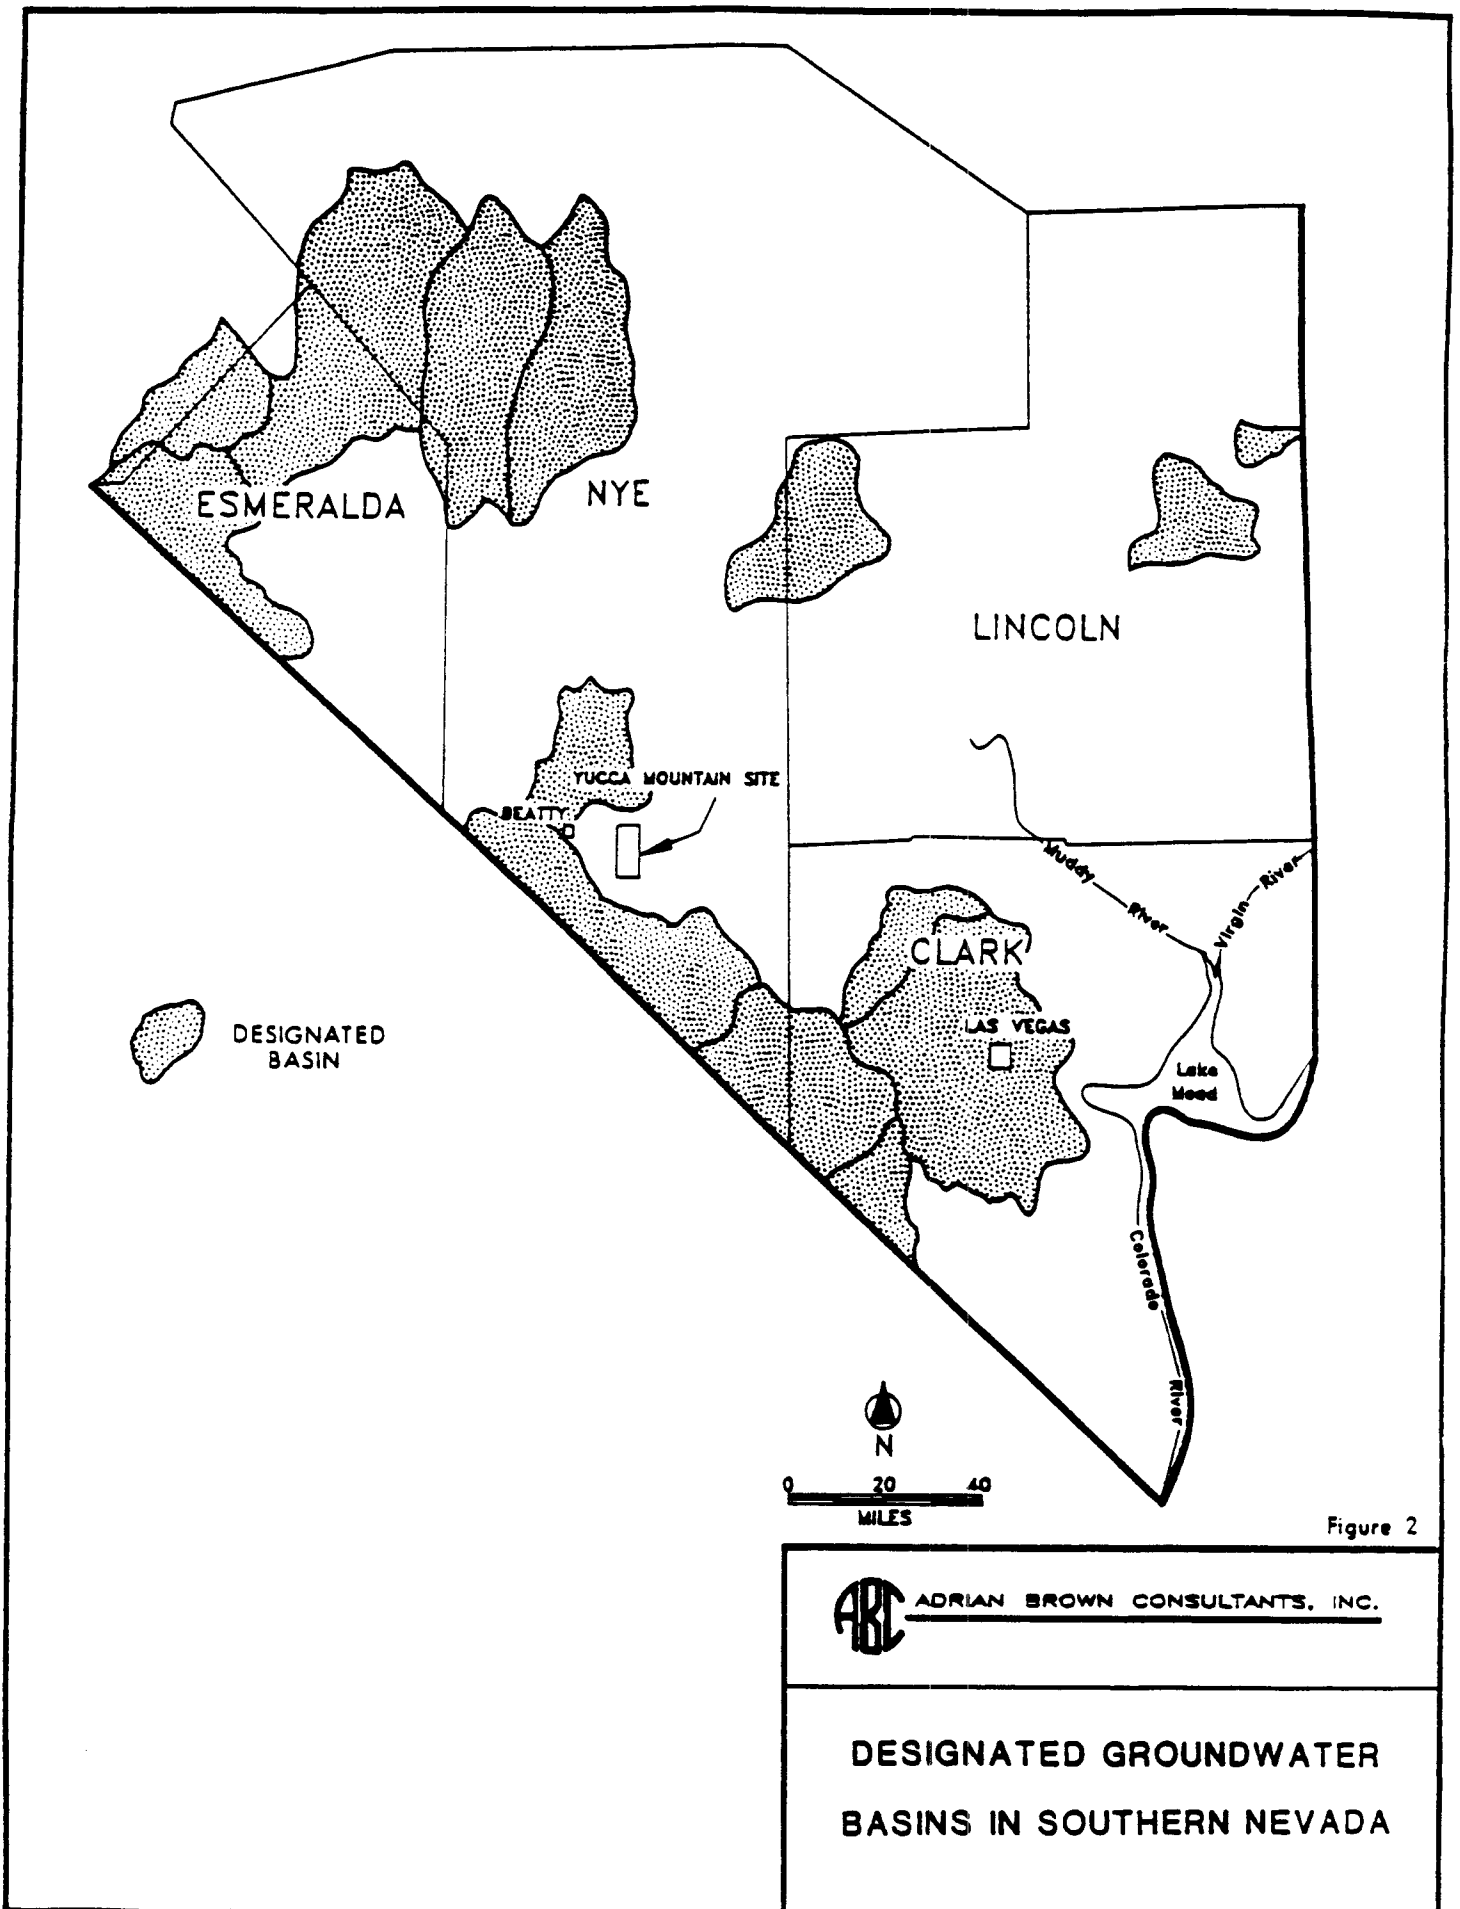 ESMERALDA
NYE
LINCOLN
YUCCA MOUNTAIN SITE
BEATTY
Muddy
River
Virgin
River
CLARK
LAS VEGAS
DESIGNATED
BASIN
Lake
Mead
Colorado
River
N
0 20 40
MILES
Figure 2
ABC ADRIAN BROWN CONSULTANTS, INC.
DESIGNATED GROUNDWATER
BASINS IN SOUTHERN NEVADA